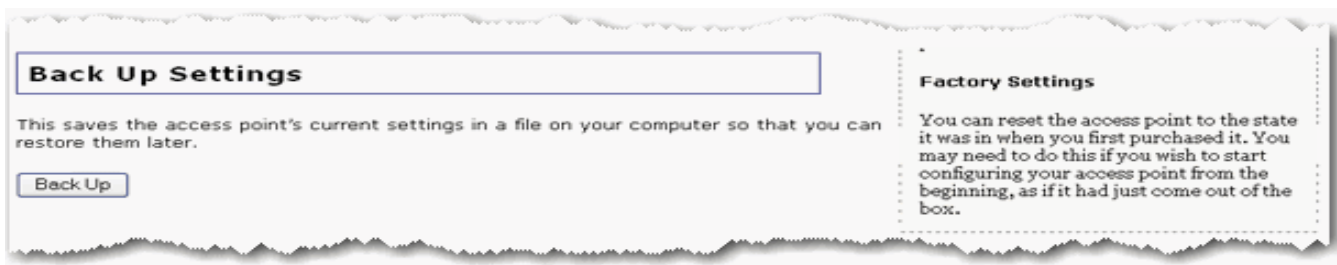 Back Up Settings
This saves the access point's current settings in a file on your computer so that you can
restore them later.
Back Up
Factory Settings
You can reset the access point to the state
it was in when you first purchased it. You
may need to do this if you wish to start
configuring your access point from the
beginning, as if it had just come out of the
box.